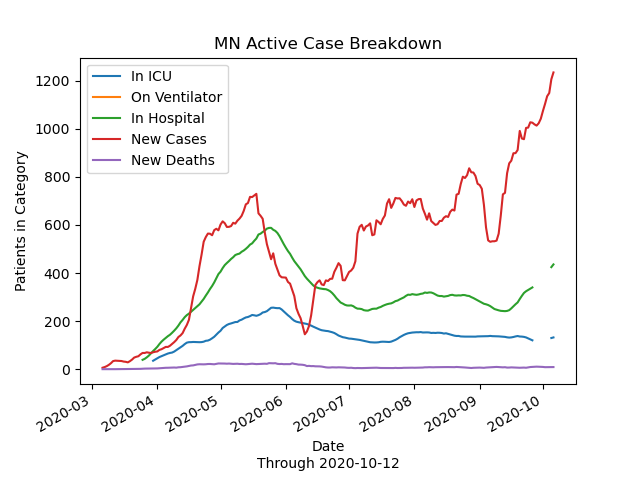 MN Active Case Breakdown
In ICU
On Ventilator
In Hospital
New Cases
New Deaths
Patients in Category
1200
1000
800
600
400
200
0
2020-03
2020-04
2020-05
2020-06
2020-07
2020-08
2020-09
2020-10
Date
Through 2020-10-12